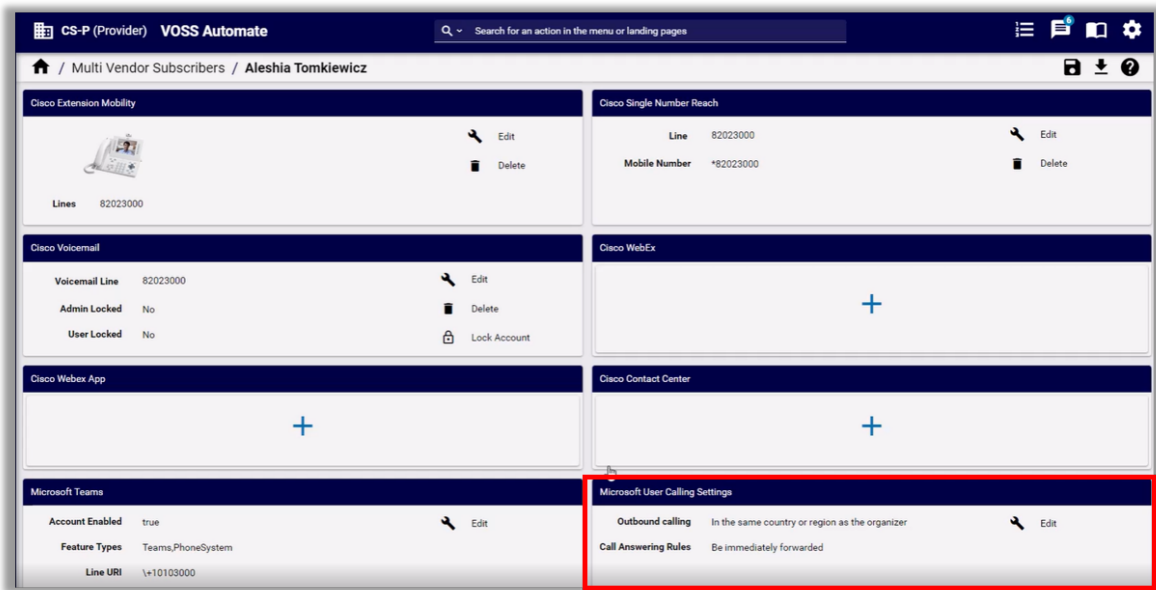 CS-P (Provider) VOSS Automate
Search for an action in the menu or landing pages
6
/ Multi Vendor Subscribers / Aleshia Tomkiewicz
Cisco Extension Mobility
Edit
Delete
Lines 82023000
Cisco Single Number Reach
Line 82023000
Edit
Mobile Number *82023000
Delete
Cisco Voicemail
Voicemail Line 82023000
Edit
Admin Locked No
Delete
User Locked No
Lock Account
Cisco WebEx
Cisco Webex App
Cisco Contact Center
Microsoft Teams
Account Enabled true
Edit
Feature Types Teams,PhoneSystem
Line URI \+10103000
Microsoft User Calling Settings
Outbound calling In the same country or region as the organizer
Edit
Call Answering Rules Be immediately forwarded